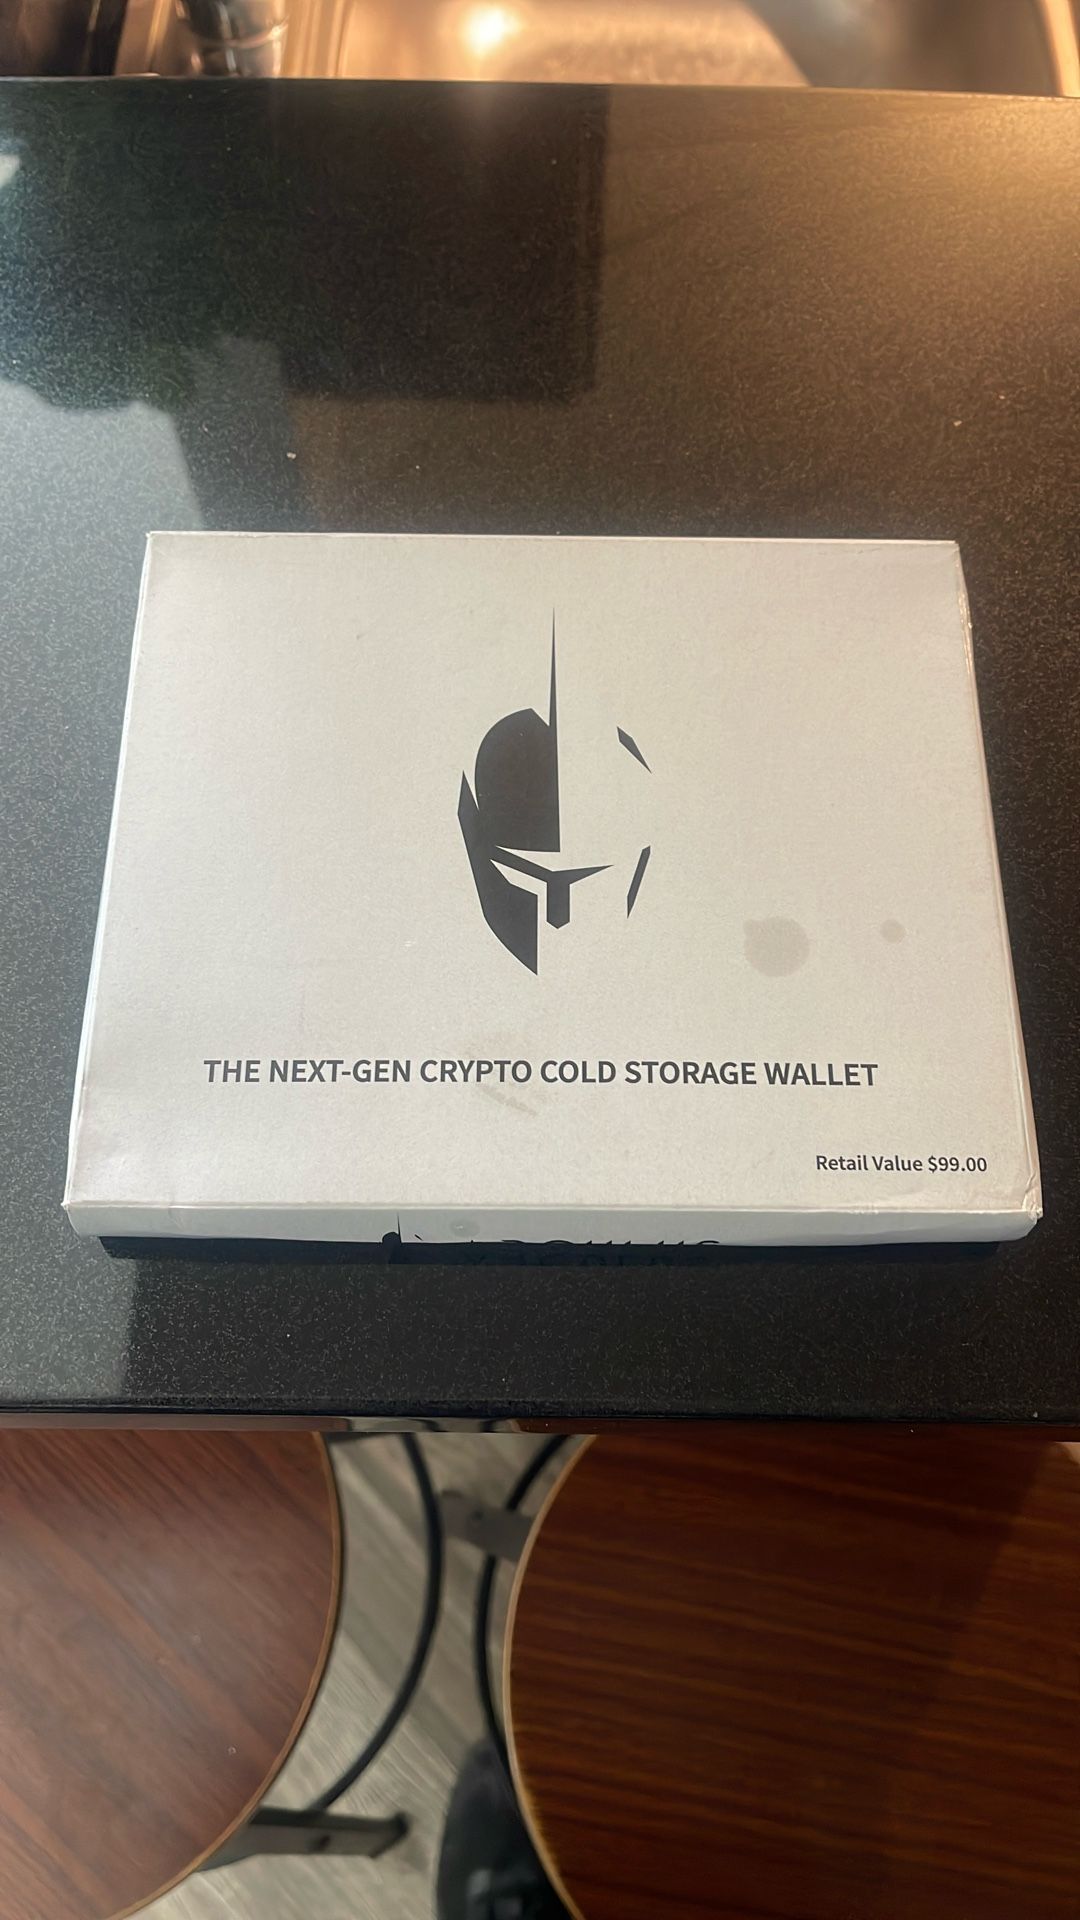 THE NEXT-GEN CRYPTO COLD STORAGE WALLET
Retail Value $99.00